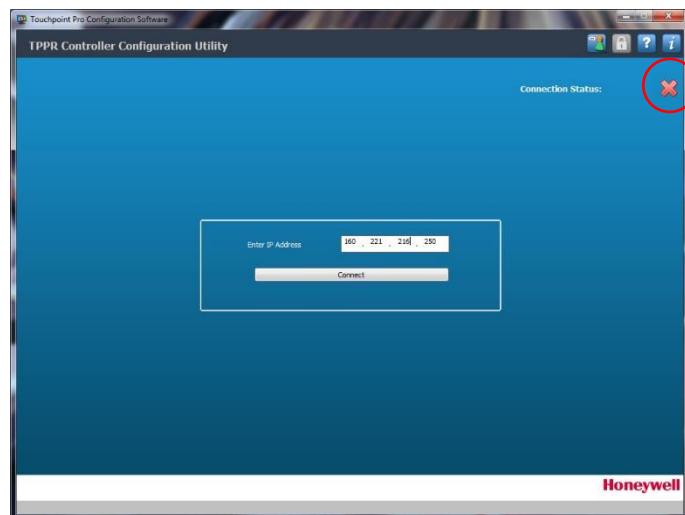 Touchpoint Pro Configuration Software
TPPR Controller Configuration Utility
? i
Connection Status:
Enter IP Address 160 . 221 . 216 . 250
Connect
Honeywell